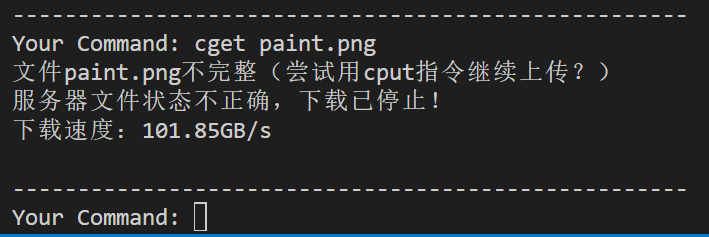 ----------------------------------------------------
Your Command: cget paint.png
文件paint.png不完整（尝试用cput指令继续上传？）
服务器文件状态不正确，下载已停止！
下载速度：101.85GB/s
----------------------------------------------------
Your Command: